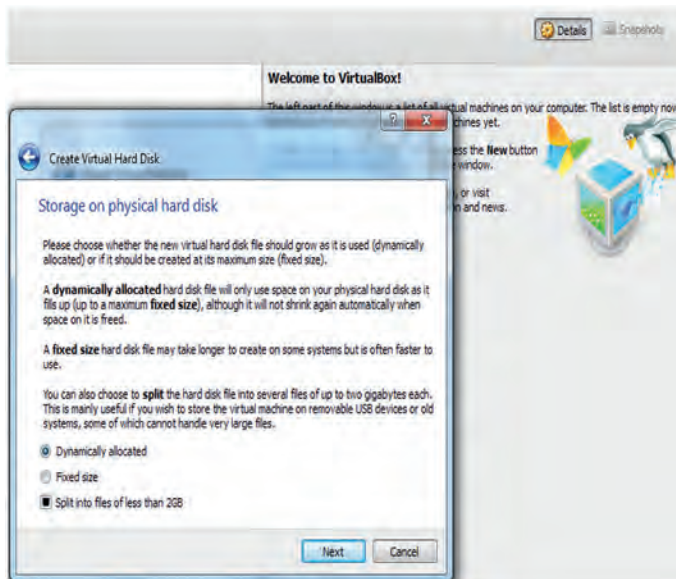 Details
Snapshots
Welcome to VirtualBox!
The left part of this window is a list of all virtual machines on your computer. The list is empty now
chines yet.
? X
ess the New button
window.
Create Virtual Hard Disk
, or visit
n and news.
Storage on physical hard disk
Please choose whether the new virtual hard disk file should grow as it is used (dynamically
allocated) or if it should be created at its maximum size (fixed size).
A dynamically allocated hard disk file will only use space on your physical hard disk as it
fills up (up to a maximum fixed size), although it will not shrink again automatically when
space on it is freed.
A fixed size hard disk file may take longer to create on some systems but is often faster to
use.
You can also choose to split the hard disk file into several files of up to two gigabytes each.
This is mainly useful if you wish to store the virtual machine on removable USB devices or old
systems, some of which cannot handle very large files.
Dynamically allocated
Fixed size
Split into files of less than 2GB
Next
Cancel